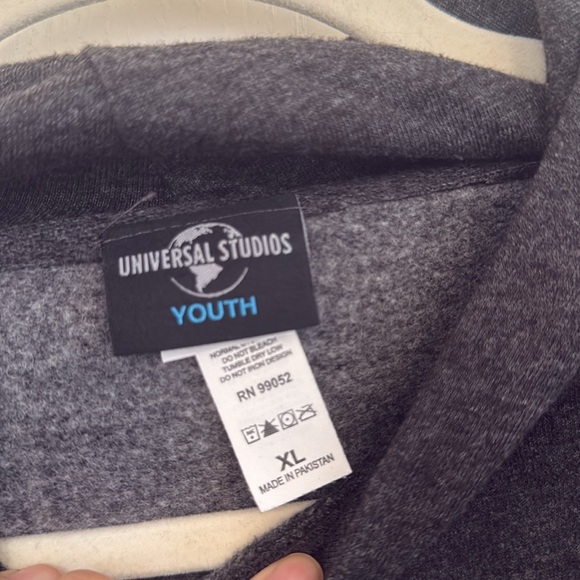 UNIVERSAL STUDIOS
YOUTH
DO NOT BLEACH
TUMBLE DRY LOW
DO NOT IRON DESIGN
RN 99052
XL
MADE IN PAKISTAN